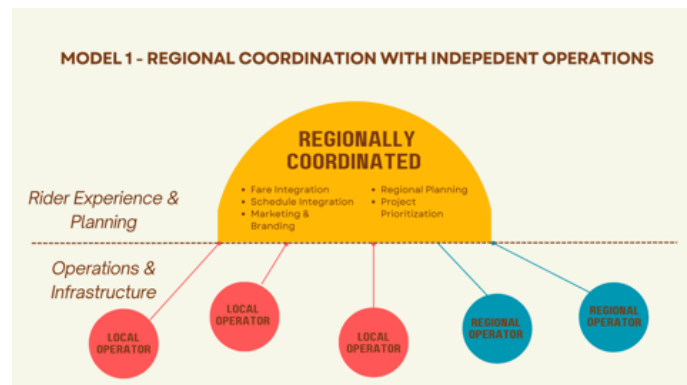 MODEL 1 - REGIONAL COORDINATION WITH INDEPEDENT OPERATIONS
REGIONALLY
COORDINATED
• Fare Integration
• Schedule Integration
• Marketing &
Branding
• Regional Planning
• Project
Prioritization
Rider Experience &
Planning
Operations &
Infrastructure
LOCAL
OPERATOR
LOCAL
OPERATOR
LOCAL
OPERATOR
REGIONAL
OPERATOR
REGIONAL
OPERATOR